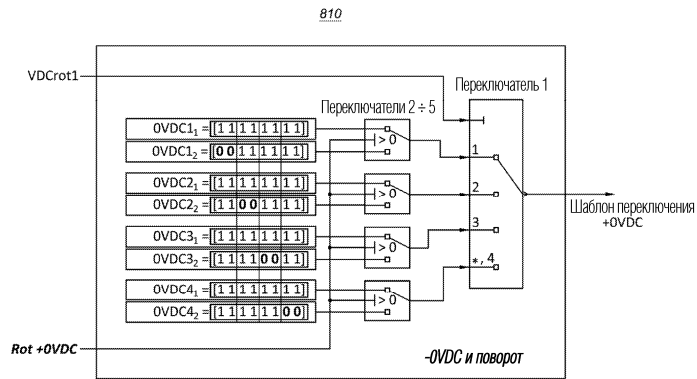 810
VDCrot1
Переключатель 1
Переключатели 2 ÷ 5
0VDC1₁ =[[1 1 1 1 1 1 1 1]]
0VDC1₂ =[[0 0 1 1 1 1 1 1]]
> 0
1
0VDC2₁ =[[1 1 1 1 1 1 1 1]]
0VDC2₂ =[[1 1 0 0 1 1 1 1]]
> 0
2
Шаблон переключения
+0VDC
0VDC3₁ =[[1 1 1 1 1 1 1 1]]
0VDC3₂ =[[1 1 1 1 0 0 1 1]]
> 0
3
0VDC4₁ =[[1 1 1 1 1 1 1 1]]
0VDC4₂ =[[1 1 1 1 1 1 0 0]]
> 0
*, 4
Rot +0VDC
-0VDC и поворот